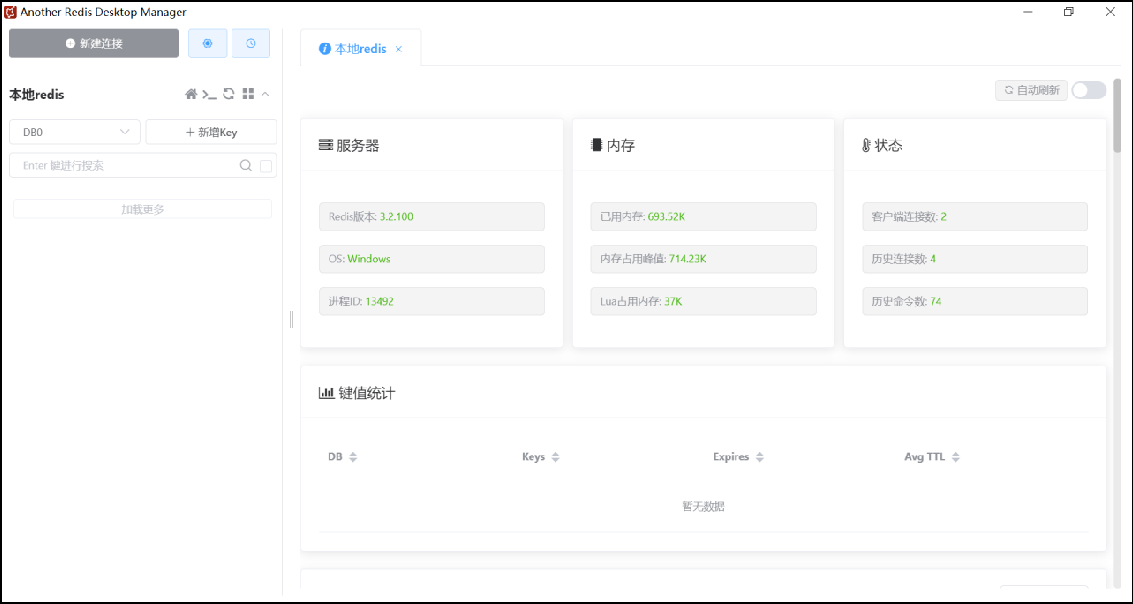 Another Redis Desktop Manager
新建连接
本地redis
本地redis
自动刷新
DB0
新增Key
Enter 键进行搜索
加载更多
服务器
Redis版本: 3.2.100
OS: Windows
进程ID: 13492
内存
已用内存: 693.52K
内存占用峰值: 714.23K
Lua占用内存: 37K
状态
客户端连接数: 2
历史连接数: 4
历史命令数: 74
键值统计
DB Keys Expires Avg TTL
暂无数据